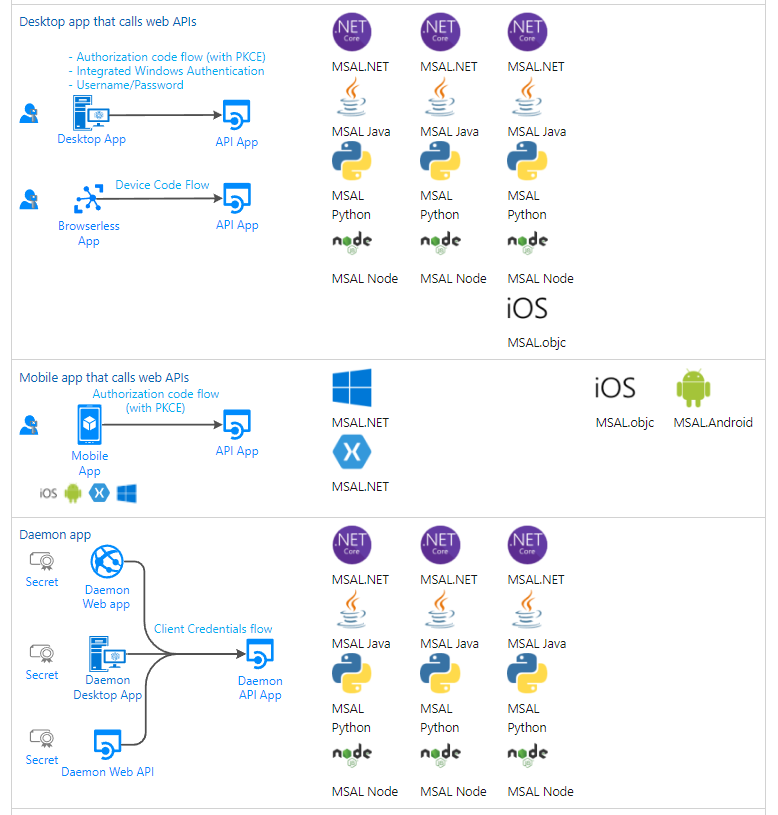 Desktop app that calls web APIs
- Authorization code flow (with PKCE)
- Integrated Windows Authentication
- Username/Password
Desktop App
API App
Device Code Flow
Browserless
App
API App
.NET
Core
.NET
Core
.NET
Core
MSAL.NET
MSAL.NET
MSAL.NET
MSAL Java
MSAL Java
MSAL Java
MSAL
Python
MSAL
Python
MSAL
Python
node
JS
node
JS
node
JS
MSAL Node
MSAL Node
MSAL Node
iOS
MSAL.objc
Mobile app that calls web APIs
Authorization code flow
(with PKCE)
Mobile
App
API App
iOS
MSAL.NET
MSAL.NET
iOS
MSAL.objc
MSAL.Android
Daemon app
Secret
Daemon
Web app
Client Credentials flow
Secret
Daemon
Desktop App
Daemon
API App
Secret
Daemon Web API
.NET
Core
.NET
Core
.NET
Core
MSAL.NET
MSAL.NET
MSAL.NET
MSAL Java
MSAL Java
MSAL Java
MSAL
Python
MSAL
Python
MSAL
Python
node
JS
node
JS
node
JS
MSAL Node
MSAL Node
MSAL Node